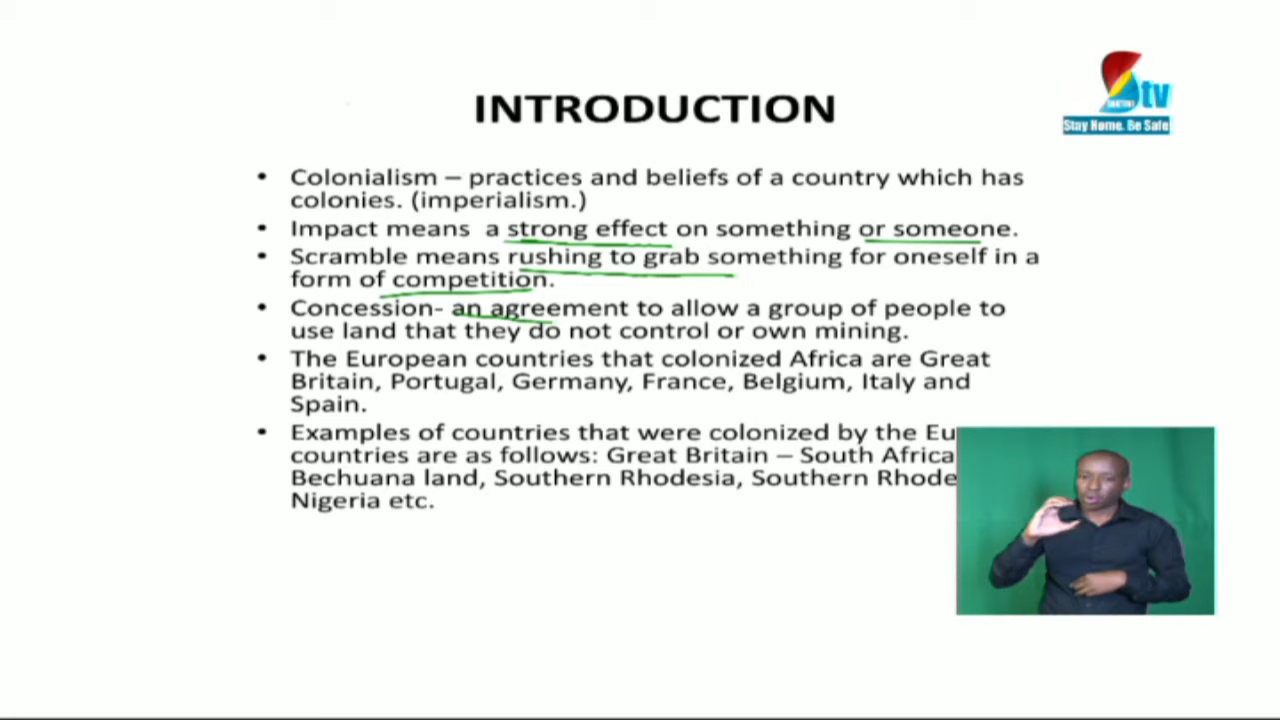 INTRODUCTION
tv
Stay Home. Be Safe
• Colonialism – practices and beliefs of a country which has
colonies. (imperialism.)
• Impact means a strong effect on something or someone.
• Scramble means rushing to grab something for oneself in a
form of competition.
• Concession- an agreement to allow a group of people to
use land that they do not control or own mining.
• The European countries that colonized Africa are Great
Britain, Portugal, Germany, France, Belgium, Italy and
Spain.
• Examples of countries that were colonized by the
countries are as follows: Great Britain – South Africa
Bechuana land, Southern Rhodesia, Southern
Nigeria etc.